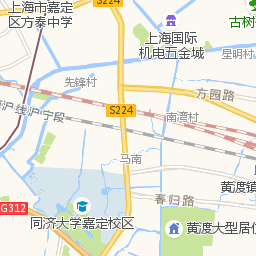 上海市嘉定
区方泰中学
古树
上海国际
机电五金城
星明村
先锋村
方园路
S224
沪线沪宁段
南湾村
S224
马南
黄渡镇
春归路
G312
同济大学嘉定校区
黄渡大型居住